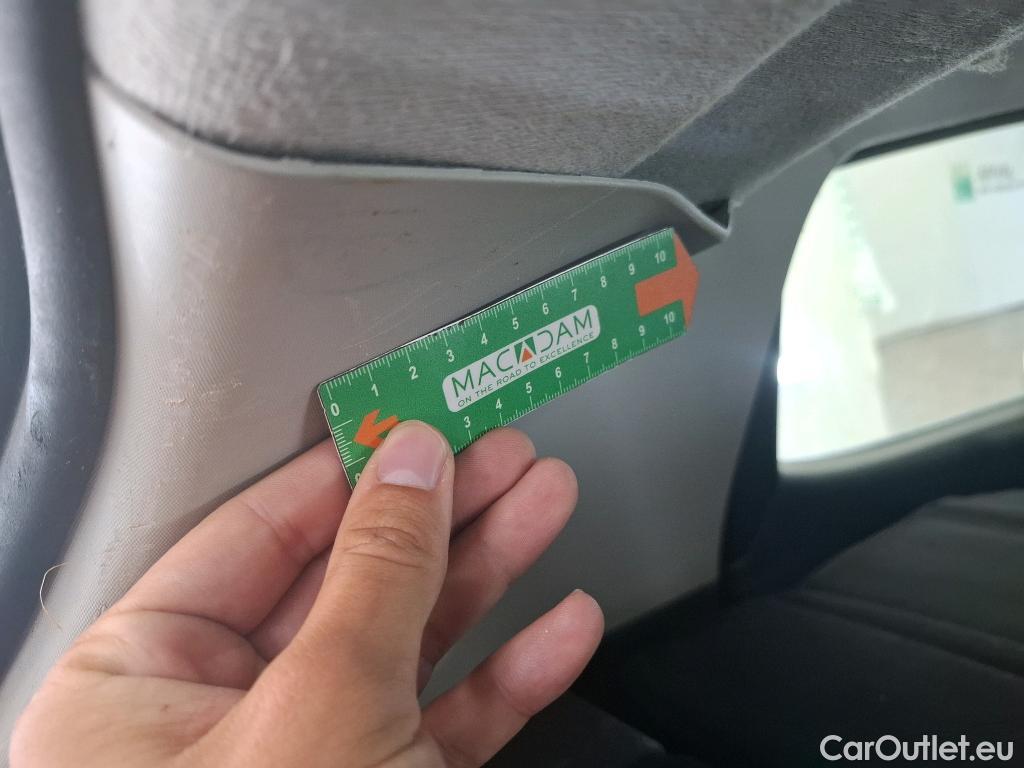 0 1 2 3 4 5 6 7 8 9 10
MACADAM
ON THE ROAD TO EXCELLENCE
3 4 5 6 7 8 9 10
CarOutlet.eu